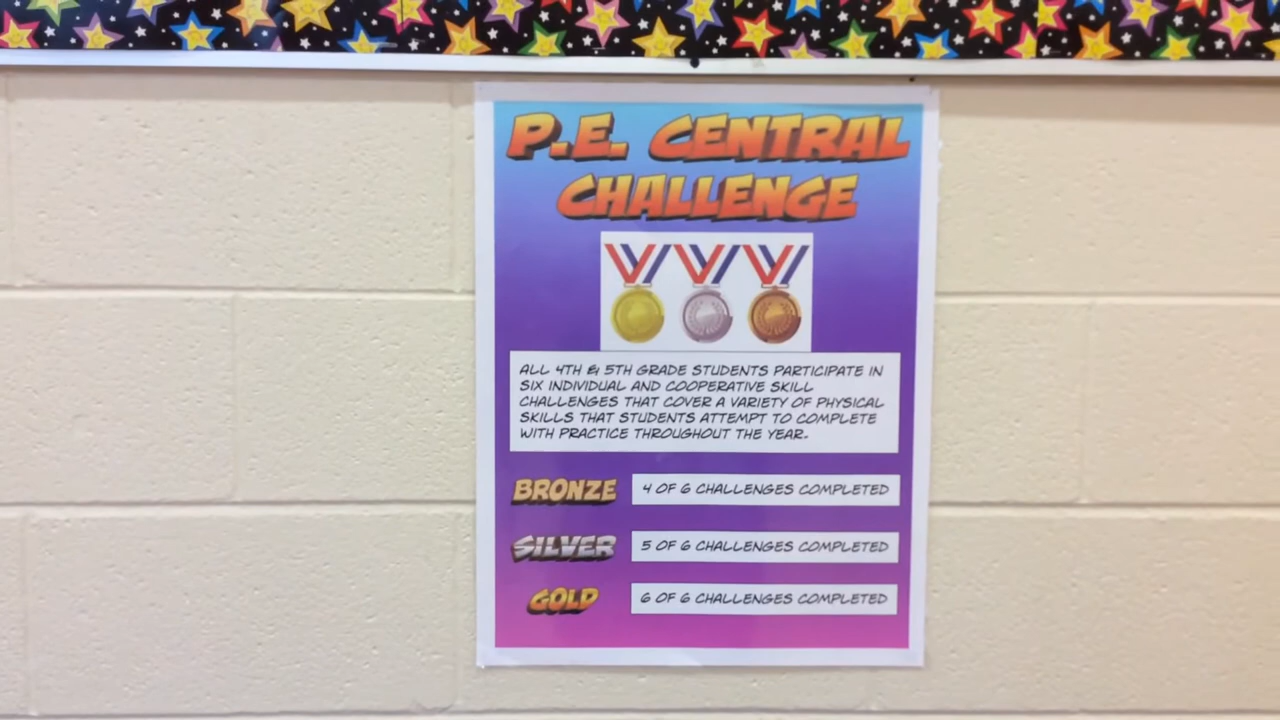 P.E. CENTRAL
CHALLENGE
ALL 4TH & 5TH GRADE STUDENTS PARTICIPATE IN
SIX INDIVIDUAL AND COOPERATIVE SKILL
CHALLENGES THAT COVER A VARIETY OF PHYSICAL
SKILLS THAT STUDENTS ATTEMPT TO COMPLETE
WITH PRACTICE THROUGHOUT THE YEAR.
BRONZE 4 OF 6 CHALLENGES COMPLETED
SILVER 5 OF 6 CHALLENGES COMPLETED
GOLD 6 OF 6 CHALLENGES COMPLETED